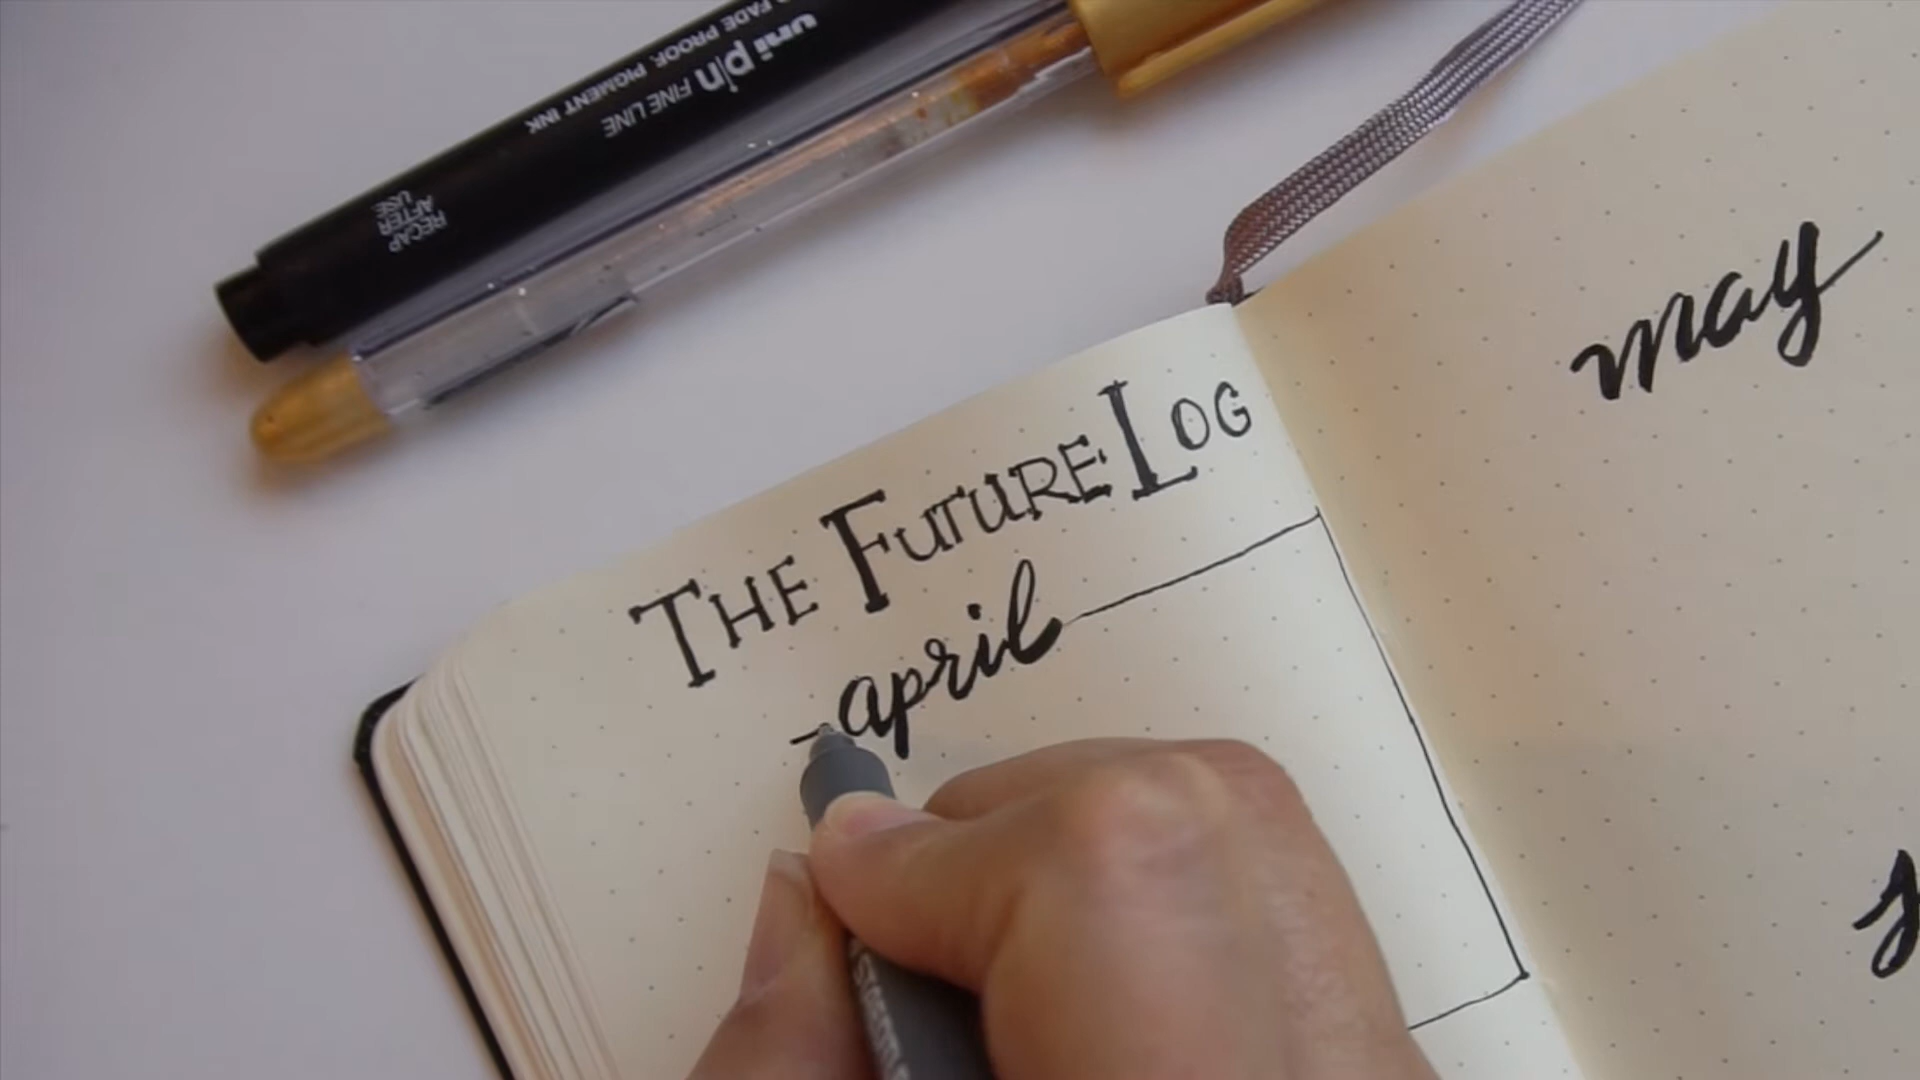 FADE PROOF. PIGMENT INK
uni pin FINE LINE
RECAP
AFTER
USE
THE FUTURE LOG
april
may